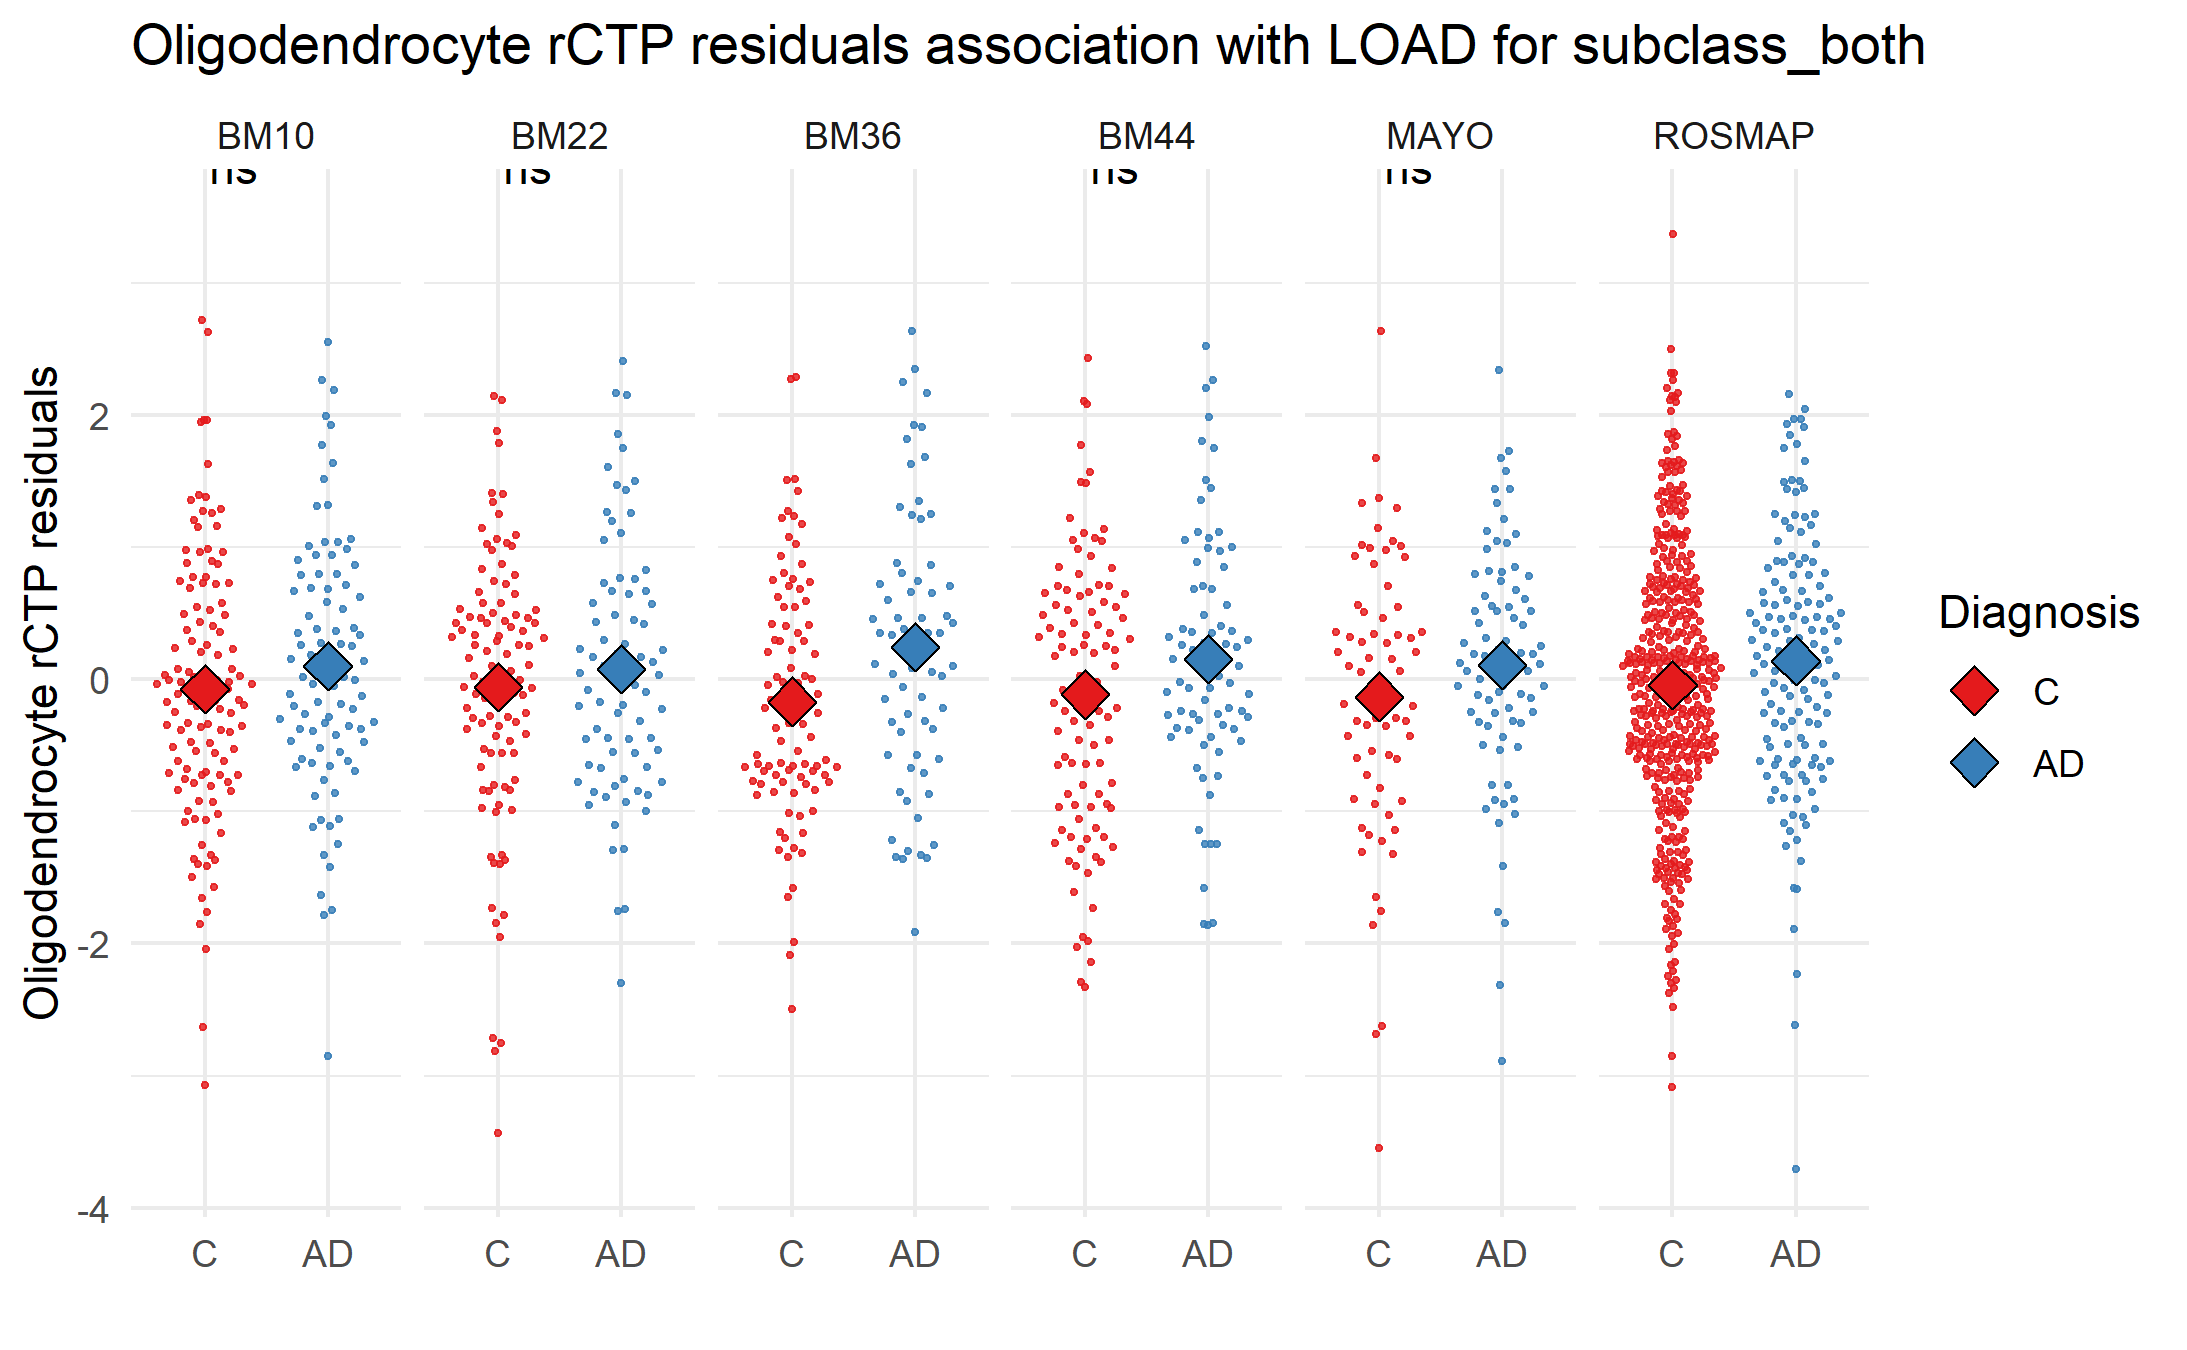 Oligodendrocyte rCTP residuals association with LOAD for subclass_both
BM10 BM22 BM36 BM44 MAYO ROSMAP
ns ns ns ns
Oligodendrocyte rCTP residuals
2
0
-2
-4
C AD C AD C AD C AD C AD C AD
Diagnosis
C
AD